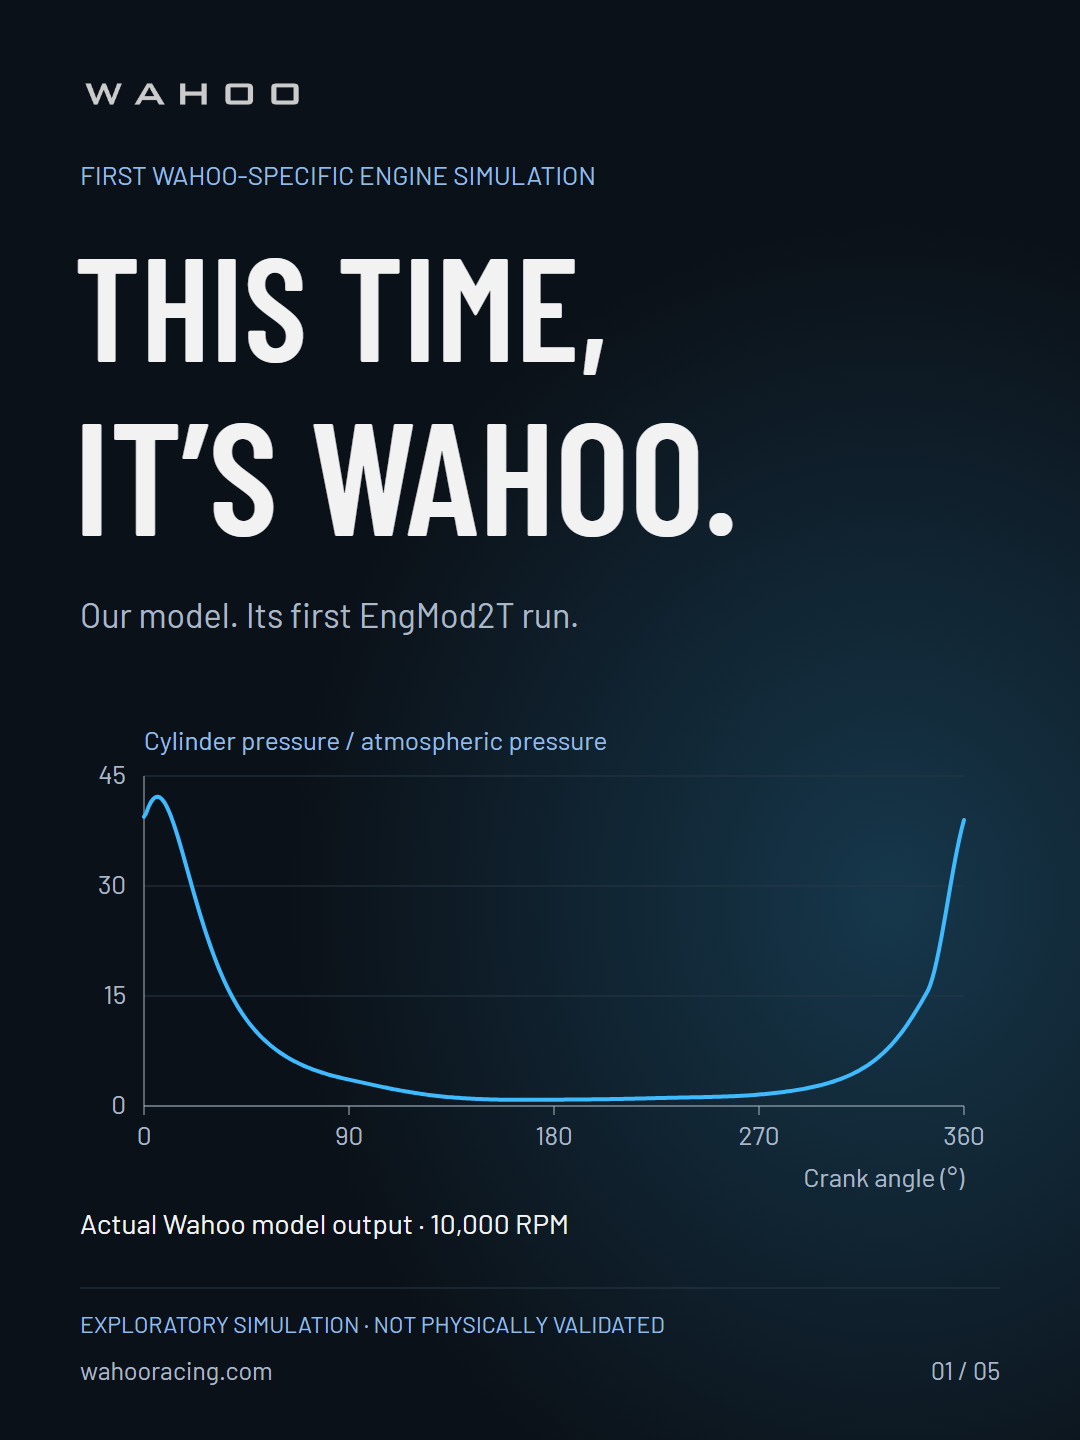 WAHOO
FIRST WAHOO-SPECIFIC ENGINE SIMULATION
THIS TIME,
IT’S WAHOO.
Our model. Its first EngMod2T run.
Cylinder pressure / atmospheric pressure
45
30
15
0
0 90 180 270 360
Crank angle (°)
Actual Wahoo model output · 10,000 RPM
EXPLORATORY SIMULATION · NOT PHYSICALLY VALIDATED
wahooracing.com 01 / 05